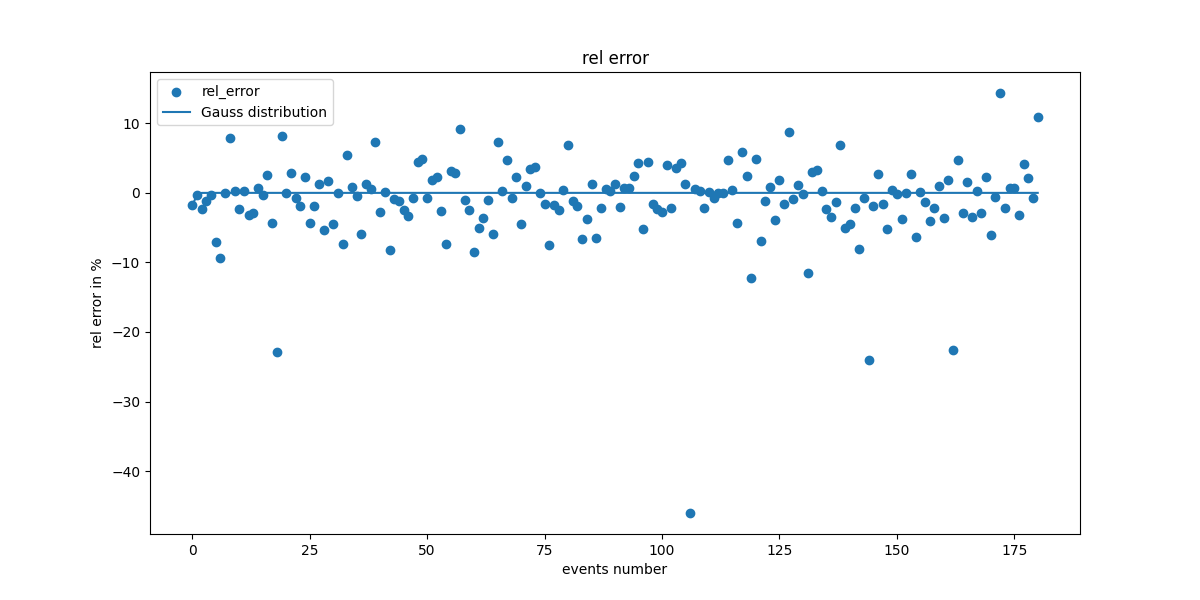 rel error
rel_error
Gauss distribution
rel error in %
10
0
−10
−20
−30
−40
0 25 50 75 100 125 150 175
events number